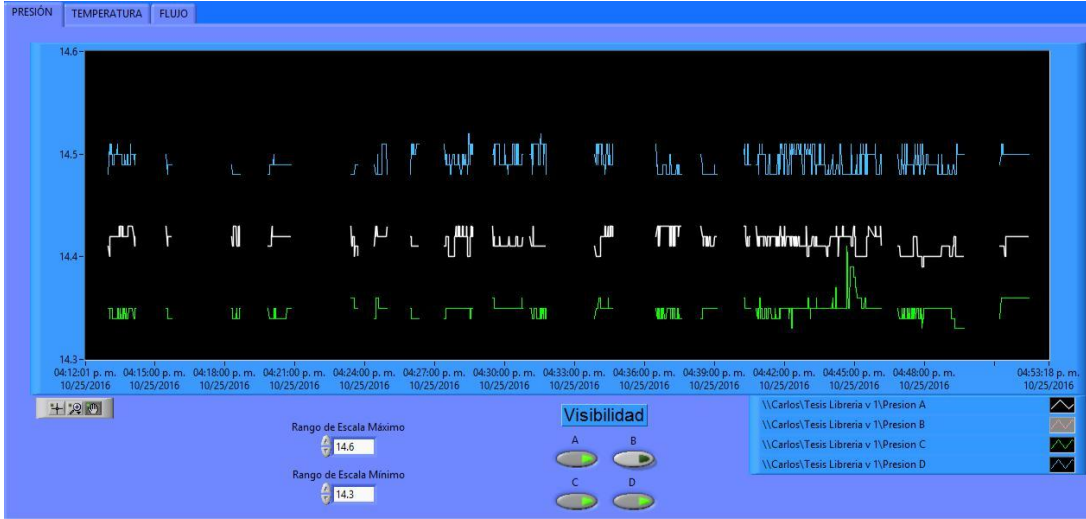 PRESIÓN TEMPERATURA FLUJO
14.6
14.5
14.4
14.3
04:12:01 p. m. 04:15:00 p. m. 04:18:00 p. m. 04:21:00 p. m. 04:24:00 p. m. 04:27:00 p. m. 04:30:00 p. m. 04:33:00 p. m. 04:36:00 p. m. 04:39:00 p. m. 04:42:00 p. m. 04:45:00 p. m. 04:48:00 p. m. 04:53:18 p. m.
10/25/2016 10/25/2016 10/25/2016 10/25/2016 10/25/2016 10/25/2016 10/25/2016 10/25/2016 10/25/2016 10/25/2016 10/25/2016 10/25/2016 10/25/2016 10/25/2016
Rango de Escala Máximo
14.6
Rango de Escala Mínimo
14.3
Visibilidad
A B
C D
\\Carlos\Tesis Libreria v 1\Presion A
\\Carlos\Tesis Libreria v 1\Presion B
\\Carlos\Tesis Libreria v 1\Presion C
\\Carlos\Tesis Libreria v 1\Presion D